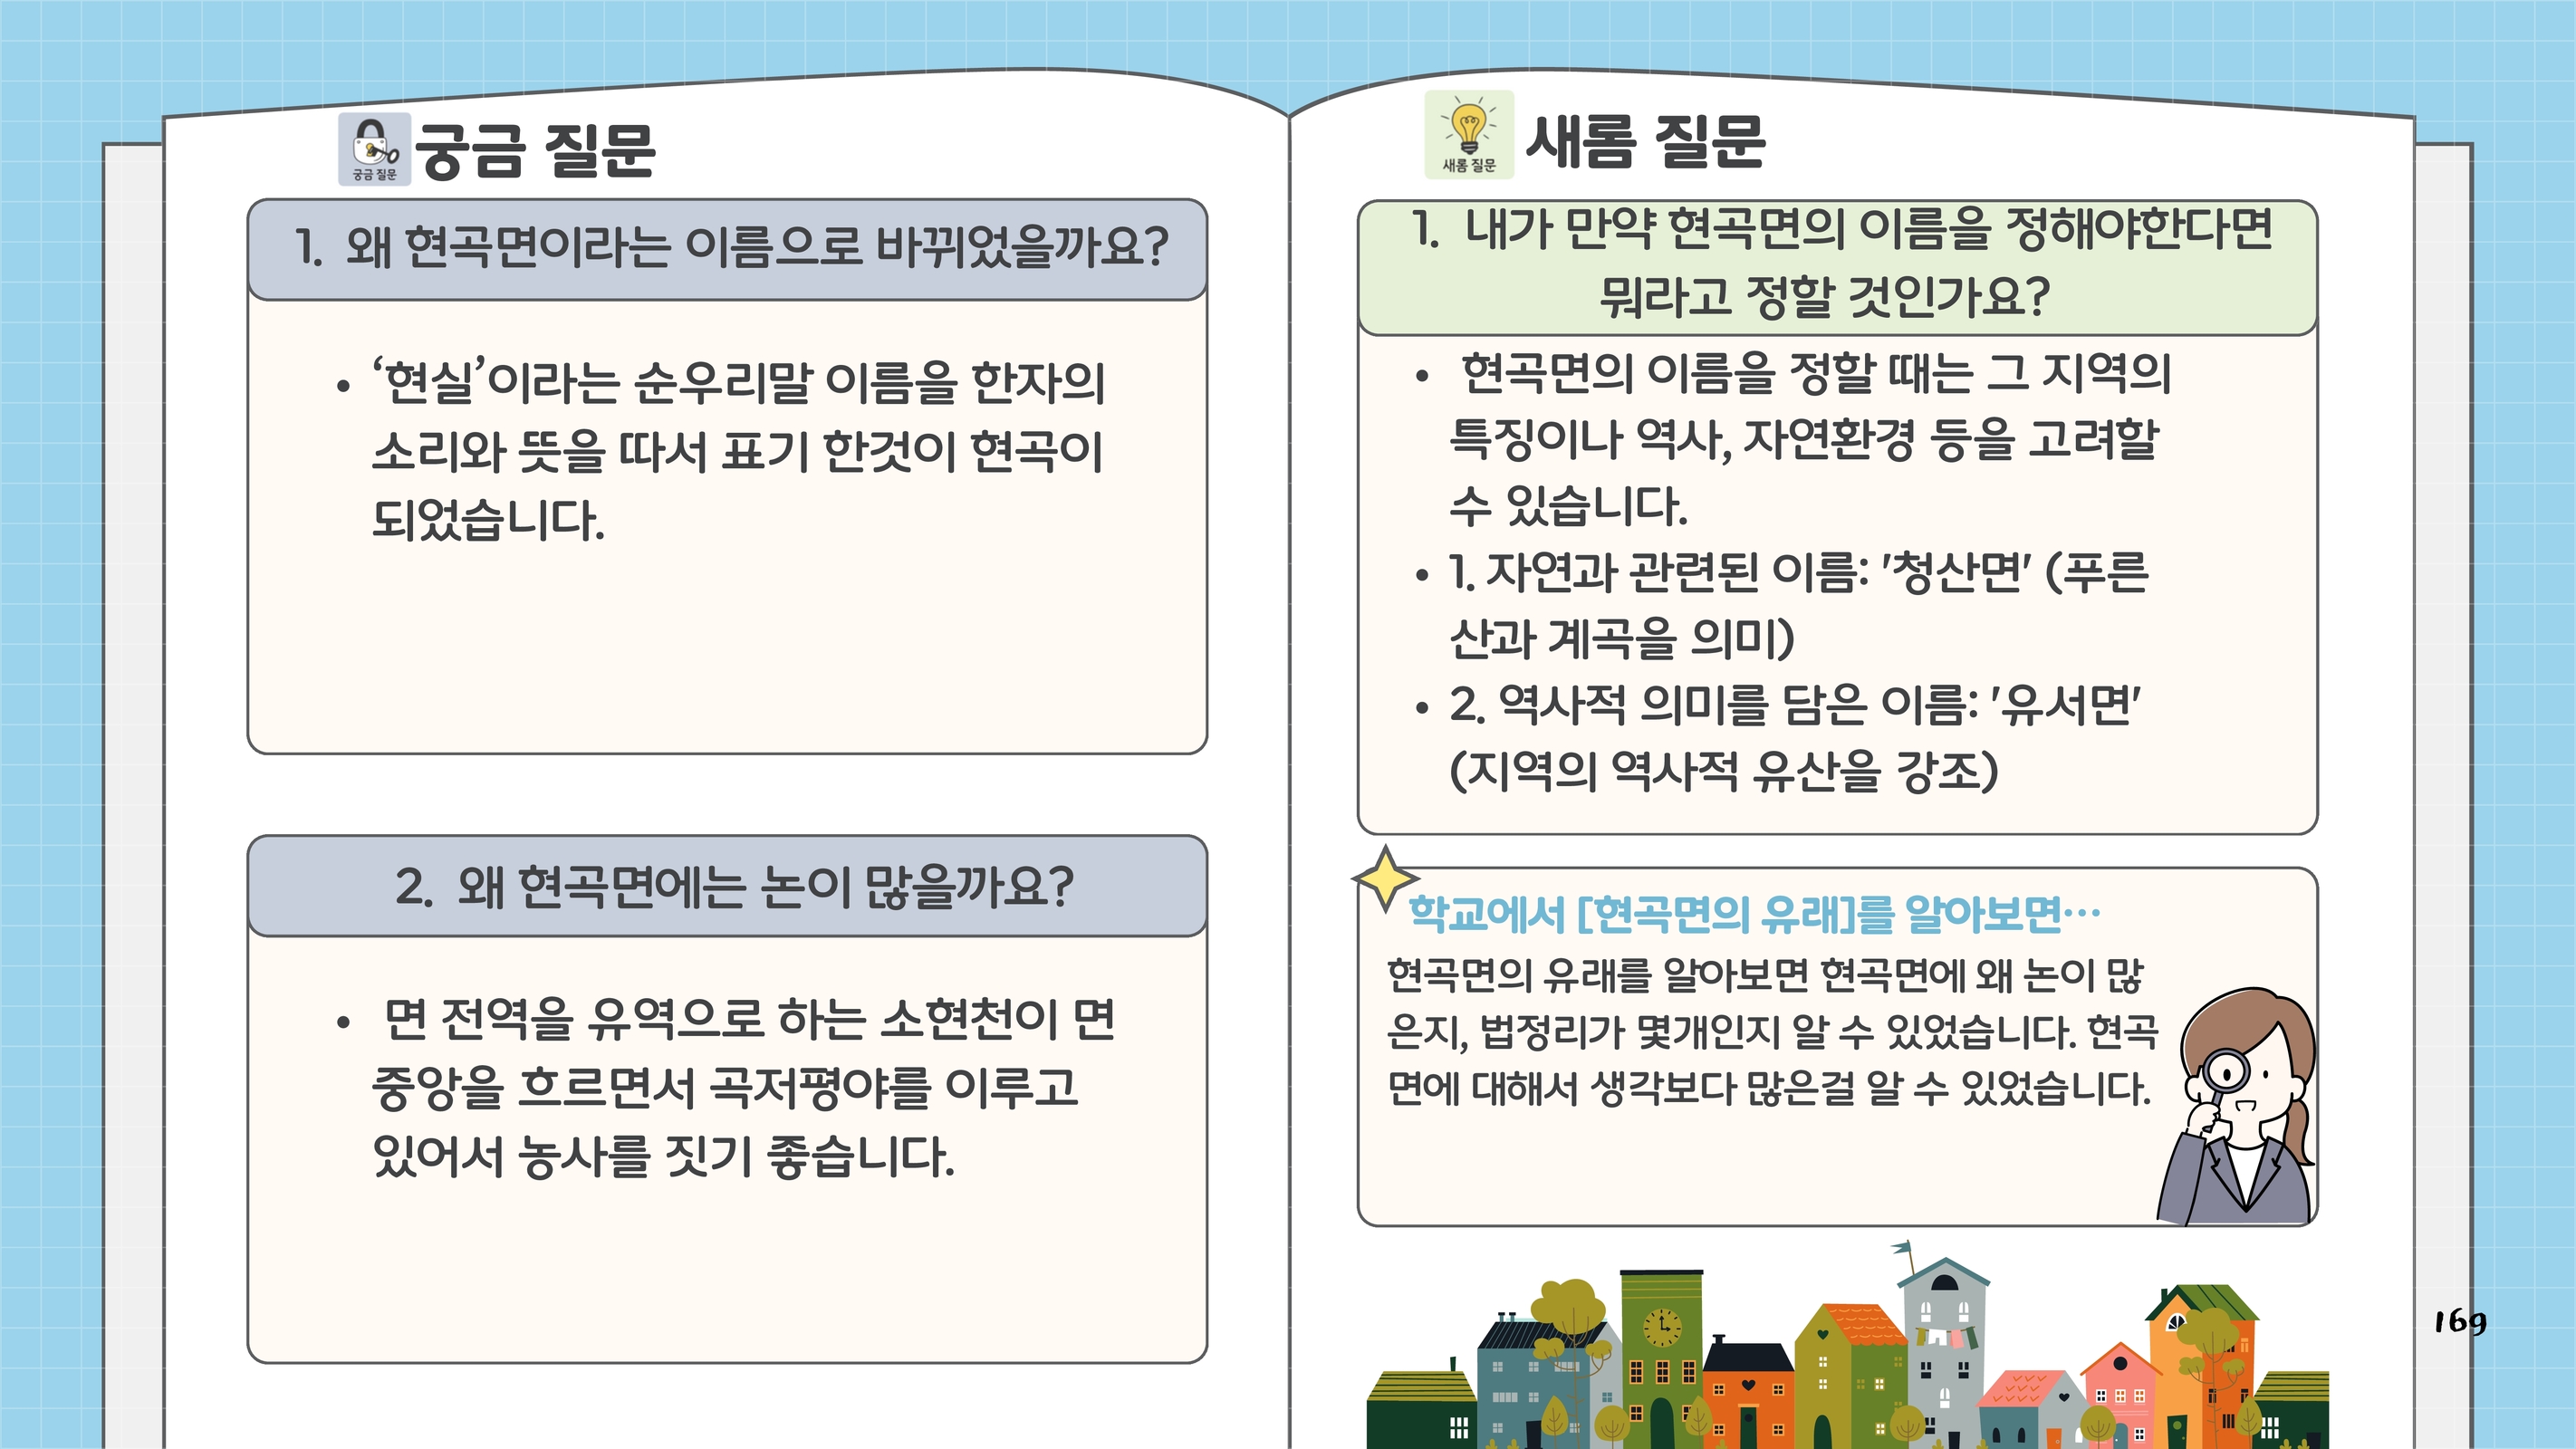 궁금 질문
궁금 질문
1. 왜 현곡면이라는 이름으로 바뀌었을까요?
• ‘현실’이라는 순우리말 이름을 한자의
소리와 뜻을 따서 표기 한것이 현곡이
되었습니다.
2. 왜 현곡면에는 논이 많을까요?
• 면 전역을 유역으로 하는 소현천이 면
중앙을 흐르면서 곡저평야를 이루고
있어서 농사를 짓기 좋습니다.
새롬 질문
새롬 질문
1. 내가 만약 현곡면의 이름을 정해야한다면
뭐라고 정할 것인가요?
• 현곡면의 이름을 정할 때는 그 지역의
특징이나 역사, 자연환경 등을 고려할
수 있습니다.
• 1. 자연과 관련된 이름: '청산면' (푸른
산과 계곡을 의미)
• 2. 역사적 의미를 담은 이름: '유서면'
(지역의 역사적 유산을 강조)
학교에서 [현곡면의 유래]를 알아보면…
현곡면의 유래를 알아보면 현곡면에 왜 논이 많
은지, 법정리가 몇개인지 알 수 있었습니다. 현곡
면에 대해서 생각보다 많은걸 알 수 있었습니다.
169